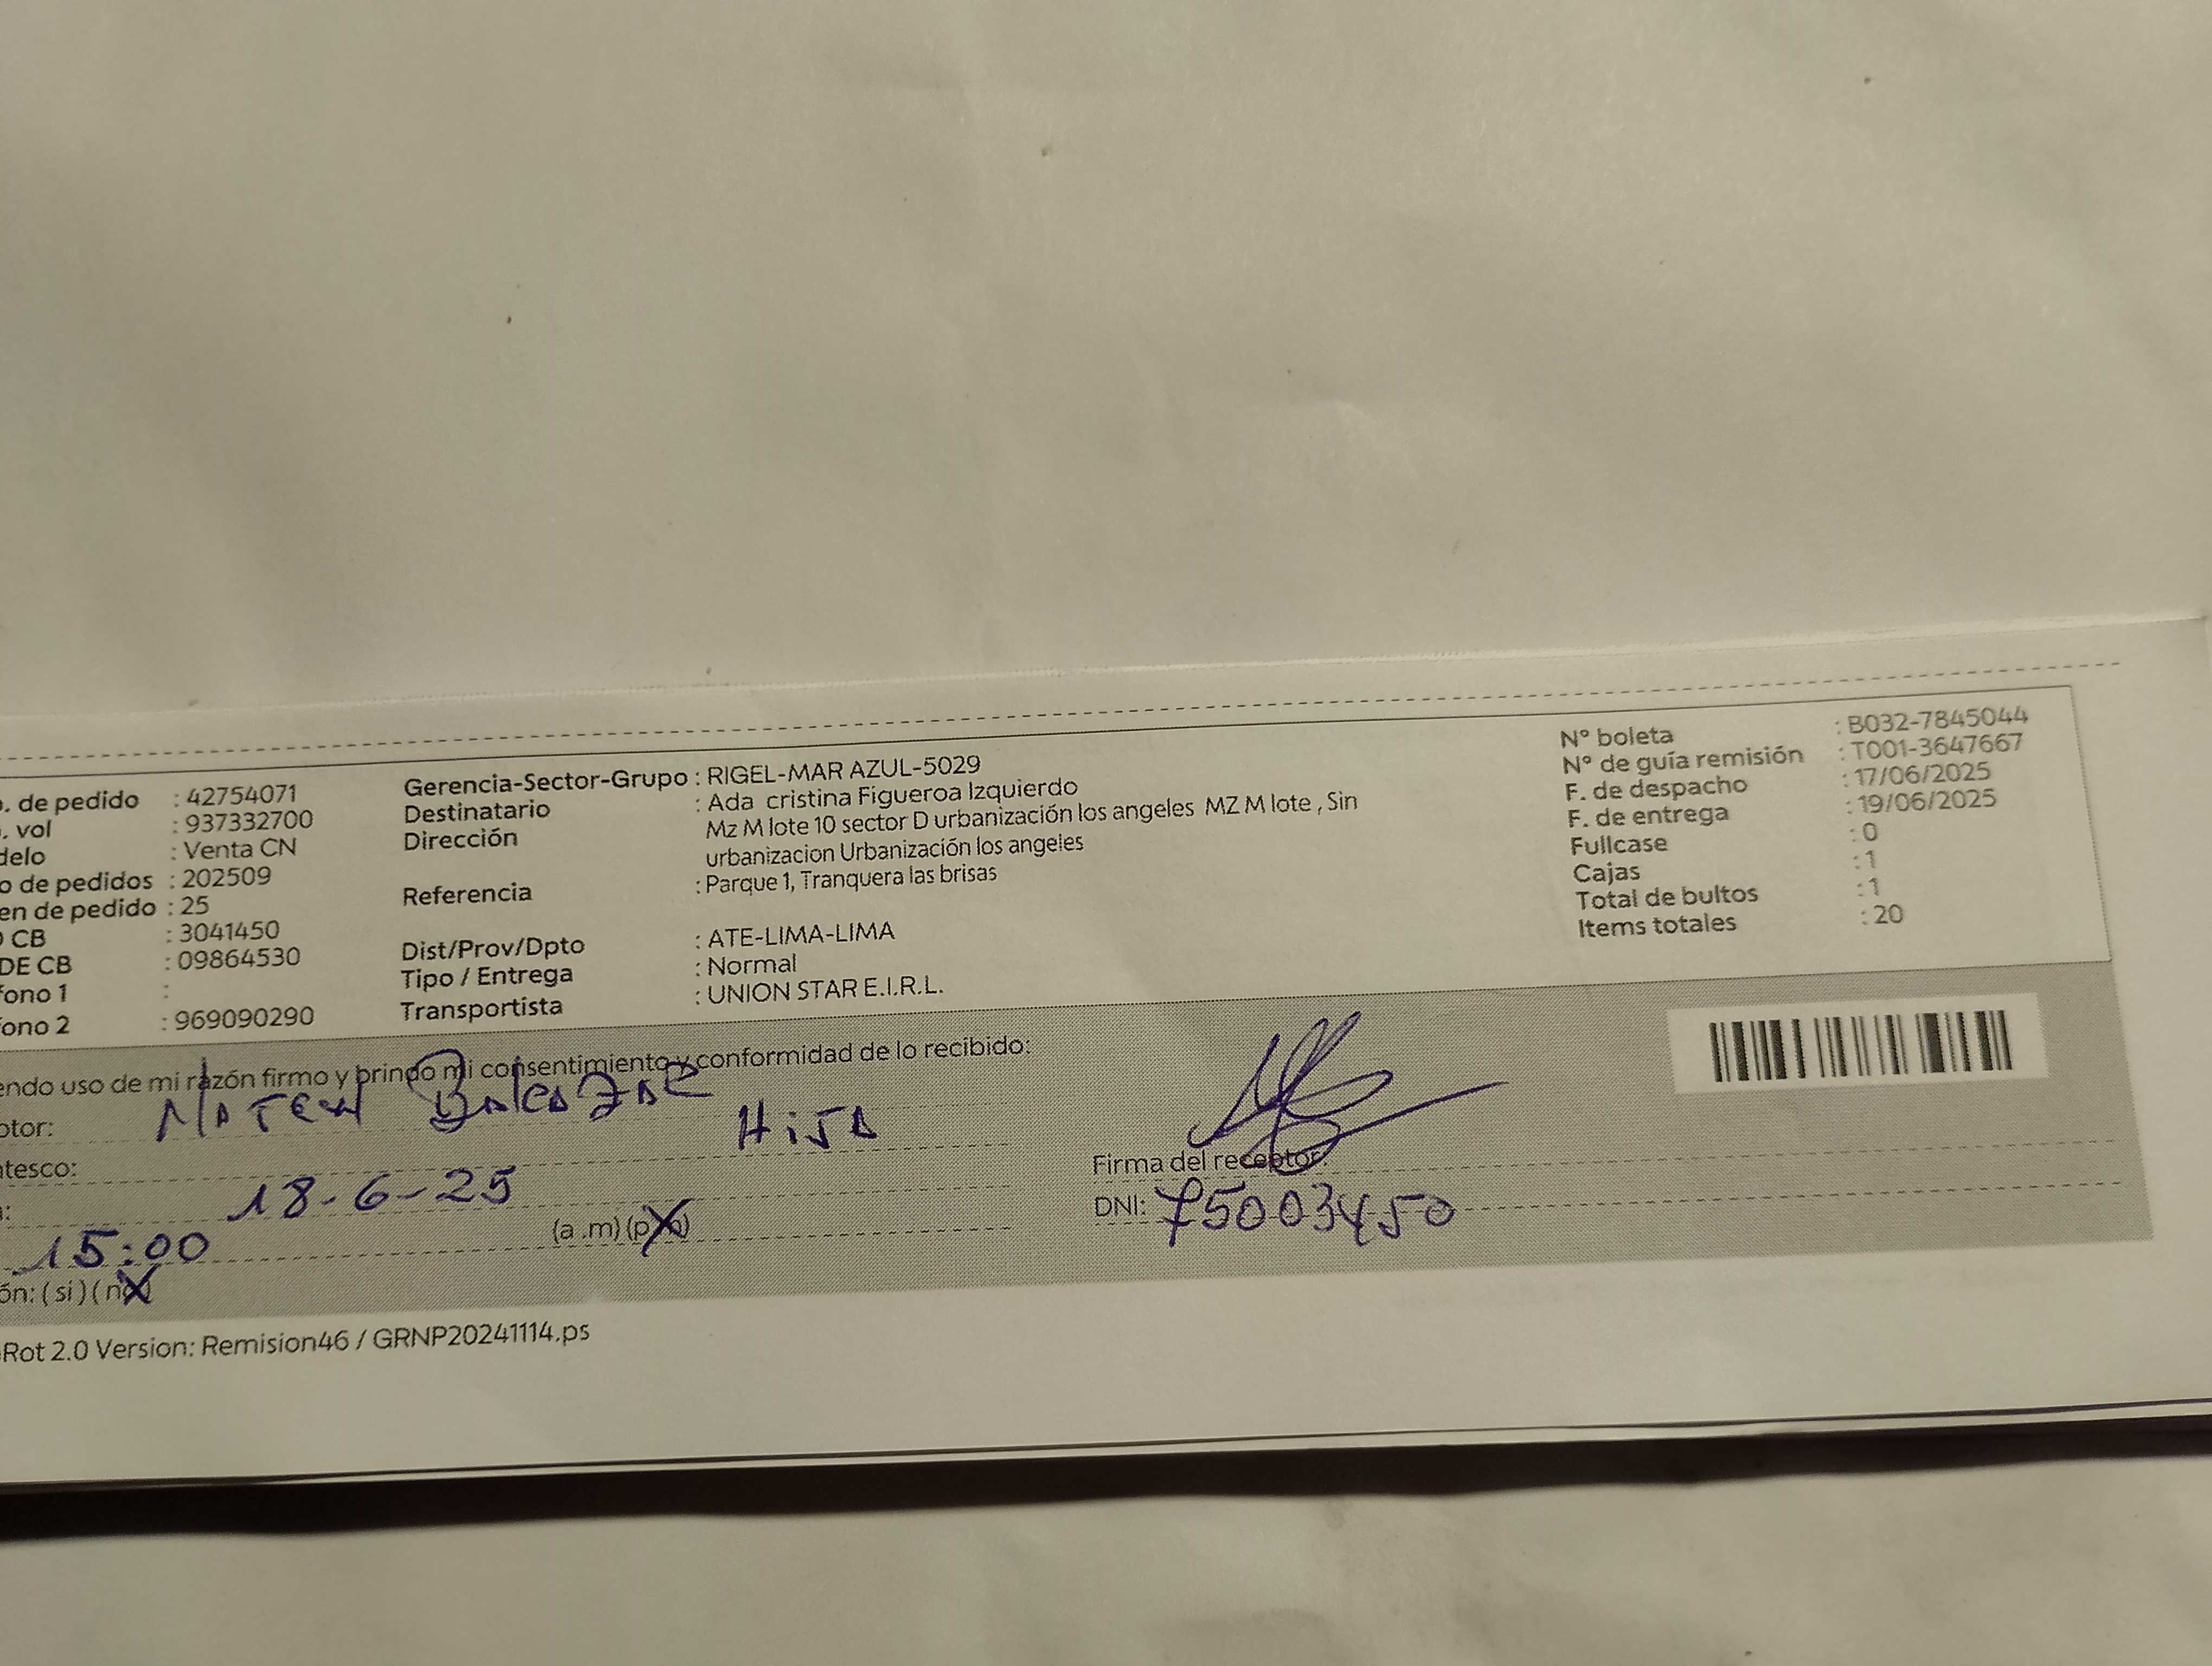 . de pedido : 42754071
. vol : 937332700
delo : Venta CN
o de pedidos : 202509
en de pedido : 25
CB : 3041450
DE CB : 09864530
fono 1 :
fono 2 : 969090290
Gerencia-Sector-Grupo : RIGEL-MAR AZUL-5029
Destinatario : Ada cristina Figueroa Izquierdo
Dirección Mz M lote 10 sector D urbanización los angeles MZ M lote , Sin
urbanizacion Urbanización los angeles
Referencia : Parque 1, Tranquera las brisas
Dist/Prov/Dpto : ATE-LIMA-LIMA
Tipo / Entrega : Normal
Transportista : UNION STAR E.I.R.L.
N° boleta : B032-7845044
N° de guía remisión : T001-3647667
F. de despacho : 17/06/2025
F. de entrega : 19/06/2025
Fullcase : 0
Cajas : 1
Total de bultos : 1
Items totales : 20
endo uso de mi razón firmo y brindo mi consentimiento y conformidad de lo recibido:
ptor:
ntesco: HiJA
: 18-6-25
15:00 (a .m) (p.m)
ón: ( si ) ( no )
Firma del receptor:
DNI: 75003450
Rot 2.0 Version: Remision46 / GRNP20241114.ps